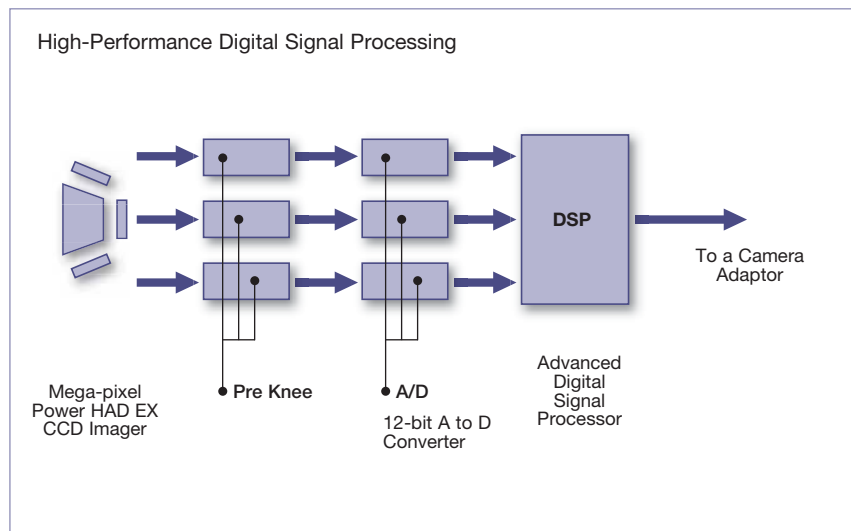 High-Performance Digital Signal Processing
DSP
To a Camera
Adaptor
Mega-pixel
Power HAD EX
CCD Imager
Pre Knee
A/D
12-bit A to D
Converter
Advanced
Digital
Signal
Processor